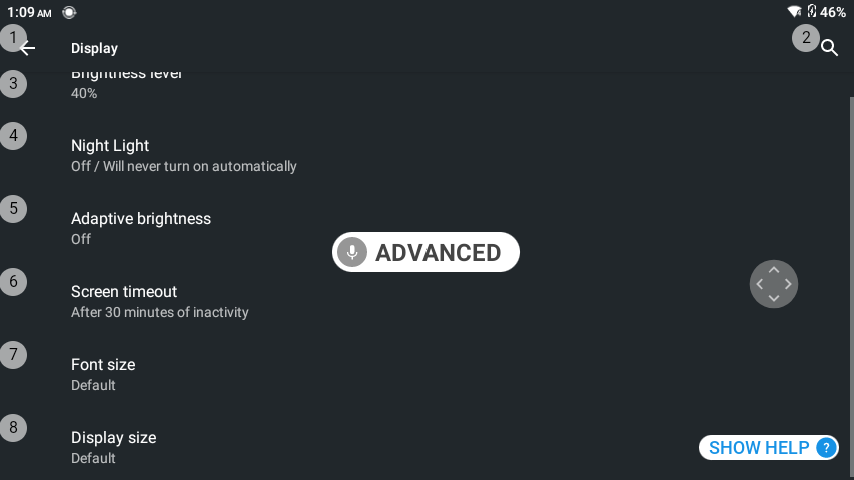 1:09 AM
46%
1
Display
2
3
Brightness level
40%
4
Night Light
Off / Will never turn on automatically
5
Adaptive brightness
Off
ADVANCED
6
Screen timeout
After 30 minutes of inactivity
7
Font size
Default
8
Display size
Default
SHOW HELP ?